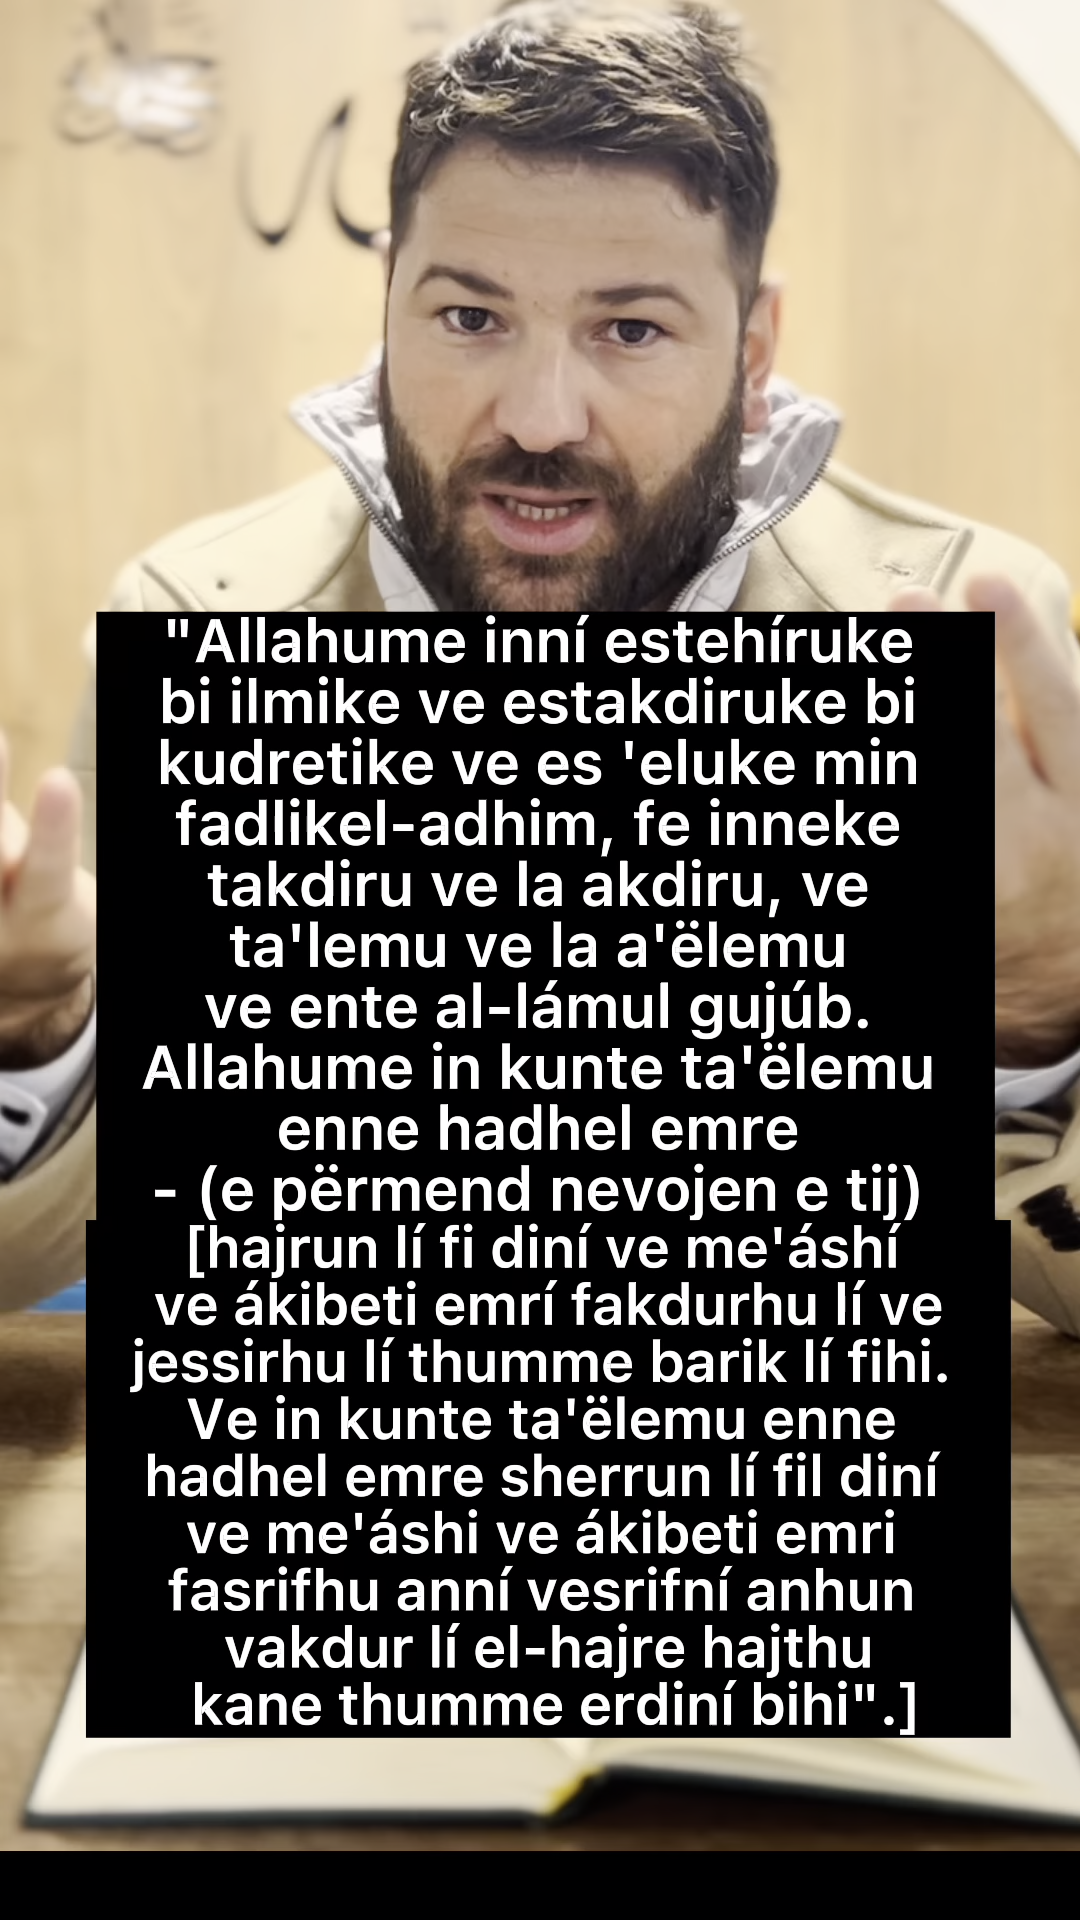 "Allahume inní estehíruke
bi ilmike ve estakdiruke bi
kudretike ve es 'eluke min
fadlikel-adhim, fe inneke
takdiru ve la akdiru, ve
ta'lemu ve la a'ëlemu
ve ente al-lámul gujúb.
Allahume in kunte ta'ëlemu
enne hadhel emre
- (e përmend nevojen e tij)
[hajrun lí fi diní ve me'áshí
ve ákibeti emrí fakdurhu lí ve
jessirhu lí thumme barik lí fihi.
Ve in kunte ta'ëlemu enne
hadhel emre sherrun lí fil diní
ve me'áshi ve ákibeti emri
fasrifhu anní vesrifní anhun
vakdur lí el-hajre hajthu
kane thumme erdiní bihi".]